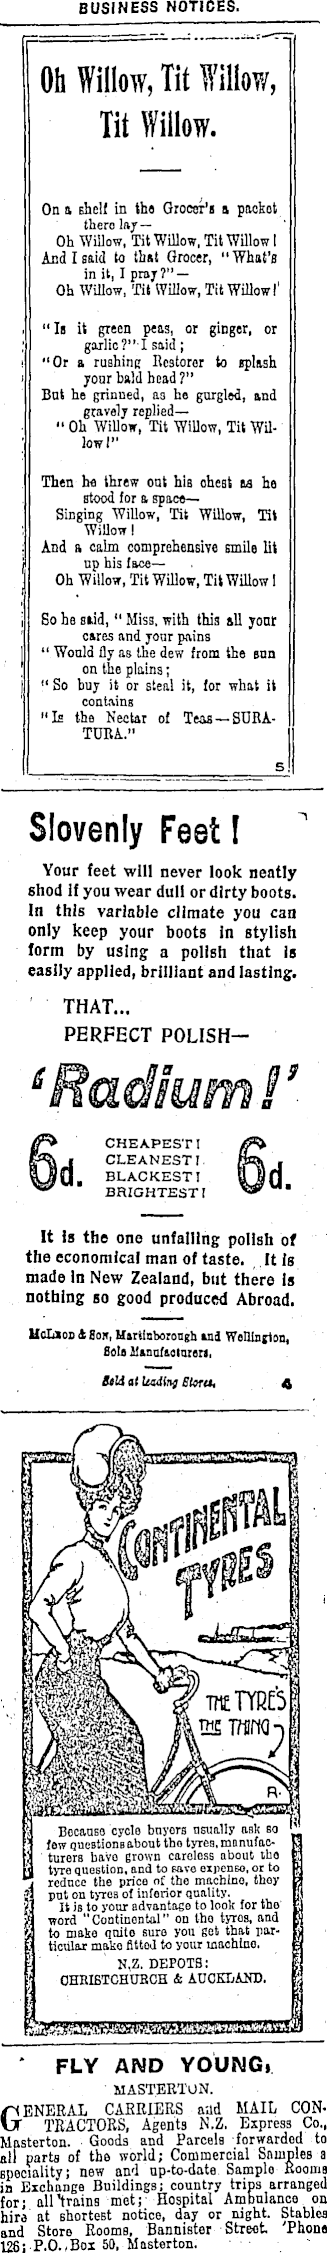 BUSINESS NOTICES.
Oh Willow, Tit Willow,
Tit Willow.
On a shelf in the Grocer's a packet
there lay—
Oh Willow, Tit Willow, Tit Willow!
And I said to that Grocer, "What's
in it, I pray?"—
Oh Willow, Tit Willow, Tit Willow!
"Is it green peas, or ginger, or
garlic?" I said;
"Or a rushing Restorer to splash
your bald head?"
But he grinned, as he gurgled, and
gravely replied—
"Oh Willow, Tit Willow, Tit Wil-
low!"
Then he threw out his chest as he
stood for a space—
Singing Willow, Tit Willow, Tit
Willow!
And a calm comprehensive smile lit
up his face—
Oh Willow, Tit Willow, Tit Willow!
So he said, "Miss, with this all your
cares and your pains
"Would fly as the dew from the sun
on the plains;
"So buy it or steal it, for what it
contains
"Is the Nectar of Teas—SURA-
TURA."
5
Slovenly Feet!
Your feet will never look neatly
shod if you wear dull or dirty boots.
In this variable climate you can
only keep your boots in stylish
form by using a polish that is
easily applied, brilliant and lasting.
THAT...
PERFECT POLISH—
'Radium!'
6d. CHEAPEST! 6d.
CLEANEST!
BLACKEST!
BRIGHTEST!
It is the one unfailing polish of
the economical man of taste. It is
made in New Zealand, but there is
nothing so good produced Abroad.
McLeod & Son, Martinborough and Wellington,
Sole Manufacturers,
Sold at Leading Stores. 4
CONTINENTAL
TYRES
THE TYRES
THE THING
R.
Because cycle buyers usually ask so
few questions about the tyres, manufac-
turers have grown careless about the
tyre question, and to save expense, or to
reduce the price of the machine, they
put on tyres of inferior quality.
It is to your advantage to look for the
word "Continental" on the tyres, and
to make quite sure you get that par-
ticular make fitted to your machine.
N.Z. DEPOTS:
CHRISTCHURCH & AUCKLAND.
FLY AND YOUNG,
MASTERTON.
GENERAL CARRIERS and MAIL CON-
TRACTORS, Agents N.Z. Express Co.,
Masterton. Goods and Parcels forwarded to
all parts of the world; Commercial Samples a
speciality; new and up-to-date Sample Rooms
in Exchange Buildings; country trips arranged
for; all trains met; Hospital Ambulance on
hire at shortest notice, day or night. Stables
and Store Rooms, Bannister Street. 'Phone
126; P.O. Box 50, Masterton.